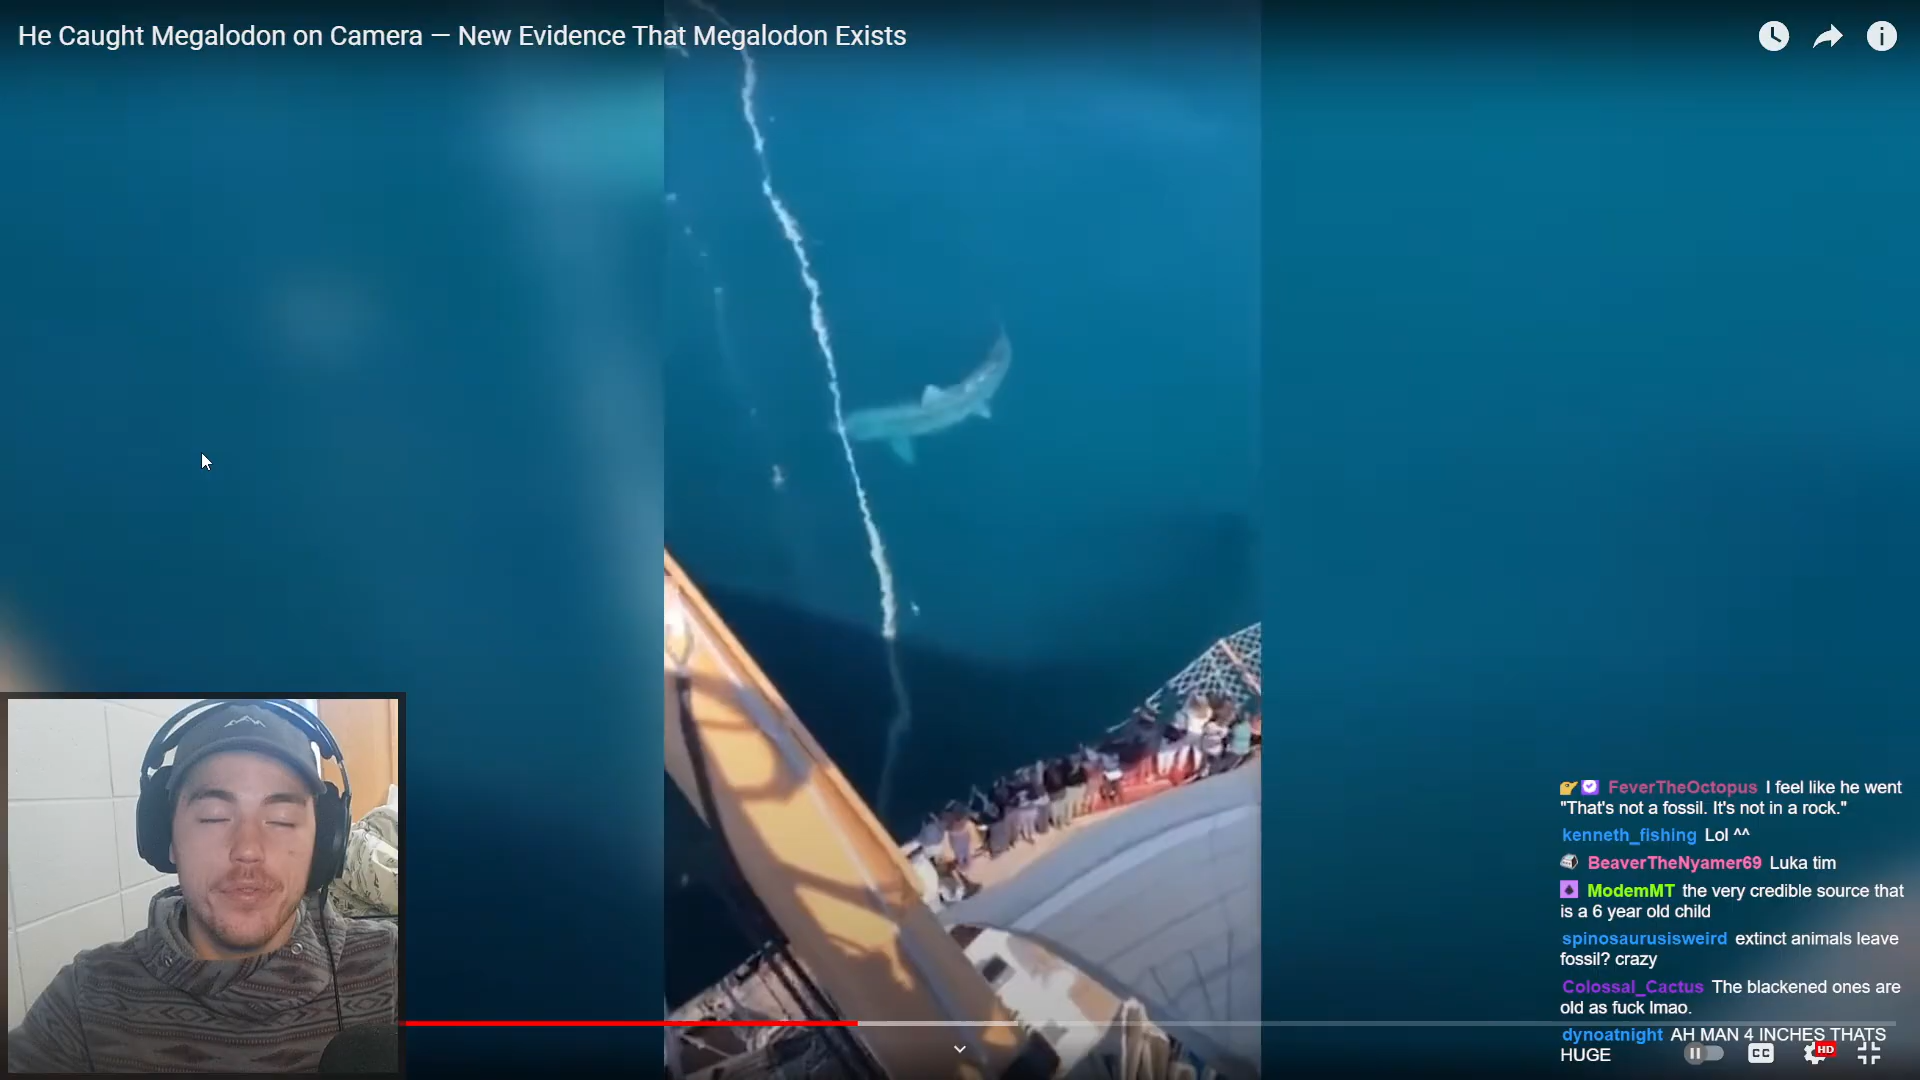 He Caught Megalodon on Camera — New Evidence That Megalodon Exists
FeverTheOctopus I feel like he went
"That's not a fossil. It's not in a rock."
kenneth_fishing Lol ^^
BeaverTheNyamer69 Luka tim
ModemMT the very credible source that
is a 6 year old child
spinosaurusisweird extinct animals leave
fossil? crazy
Colossal_Cactus The blackened ones are
old as fuck lmao.
dynoatnight AH MAN 4 INCHES THATS
HUGE
CC
HD